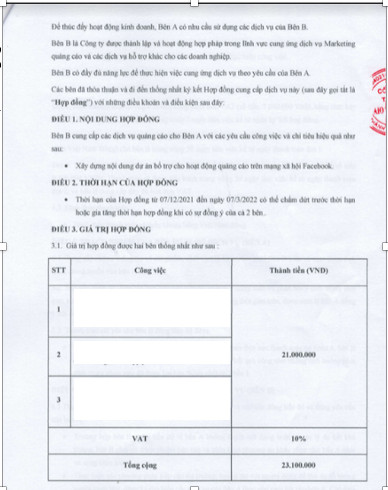 Để thúc đẩy hoạt động kinh doanh, Bên A có nhu cầu sử dụng các dịch vụ của Bên B.
Bên B là Công ty được thành lập và hoạt động hợp pháp trong lĩnh vực cung ứng dịch vụ Marketing
quảng cáo và các dịch vụ hỗ trợ khác cho các doanh nghiệp.
Bên B có đầy đủ năng lực để thực hiện việc cung ứng dịch vụ theo yêu cầu của Bên A.
Các bên đã thỏa thuận và đi đến thống nhất ký kết Hợp đồng cung cấp dịch vụ này (sau đây gọi tắt là
"Hợp đồng") với những điều khoản và điều kiện sau đây:
ĐIỀU 1. NỘI DUNG HỢP ĐỒNG
Bên B cung cấp các dịch vụ quảng cáo cho Bên A với các yêu cầu công việc và chi tiêu hiệu quả như
sau:
• Xây dựng nội dung dự án hỗ trợ cho hoạt động quảng cáo trên mạng xã hội Facebook.
ĐIỀU 2. THỜI HẠN CỦA HỢP ĐỒNG
• Thời hạn của Hợp đồng từ 07/12/2021 đến ngày 07/3/2022 có thể chấm dứt trước thời hạn
hoặc gia tăng thời hạn hợp đồng khi có sự đồng ý của cả 2 bên.
ĐIỀU 3. GIÁ TRỊ HỢP ĐỒNG
3.1. Giá trị hợp đồng được hai bên thống nhất như sau :
STT Công việc Thành tiền (VND)
1
2 21.000.000
3
VAT 10%
Tổng cộng 23.100.000